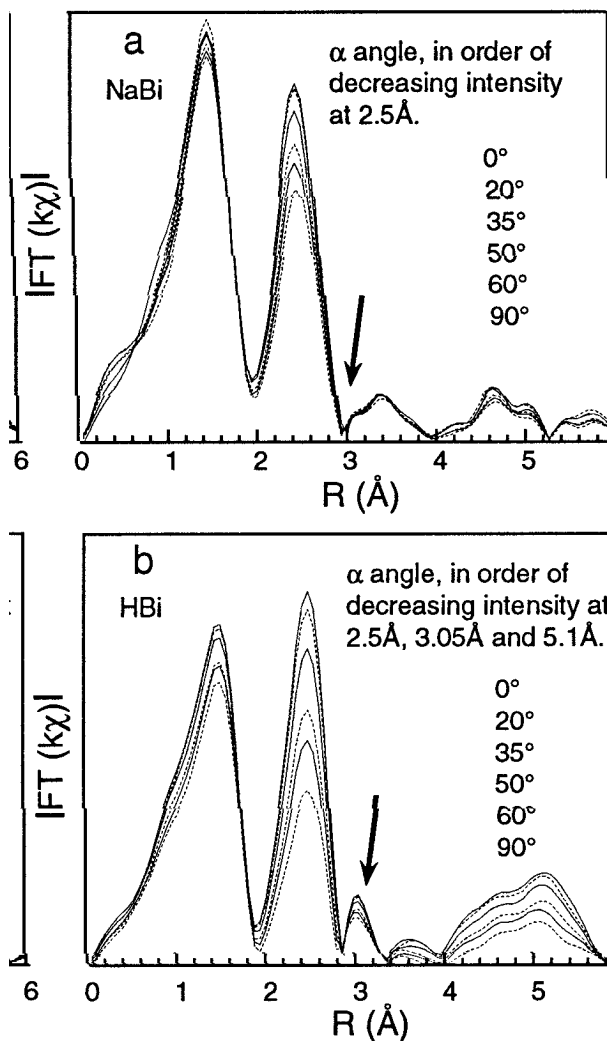 a
NaBi
α angle, in order of
decreasing intensity
at 2.5Å.
0°
20°
35°
50°
60°
90°
|FT (kχ)|
6
0 1 2 3 4 5
R (Å)
b
HBi
α angle, in order of
decreasing intensity at
2.5Å, 3.05Å and 5.1Å.
0°
20°
35°
50°
60°
90°
|FT (kχ)|
6
0 1 2 3 4 5
R (Å)